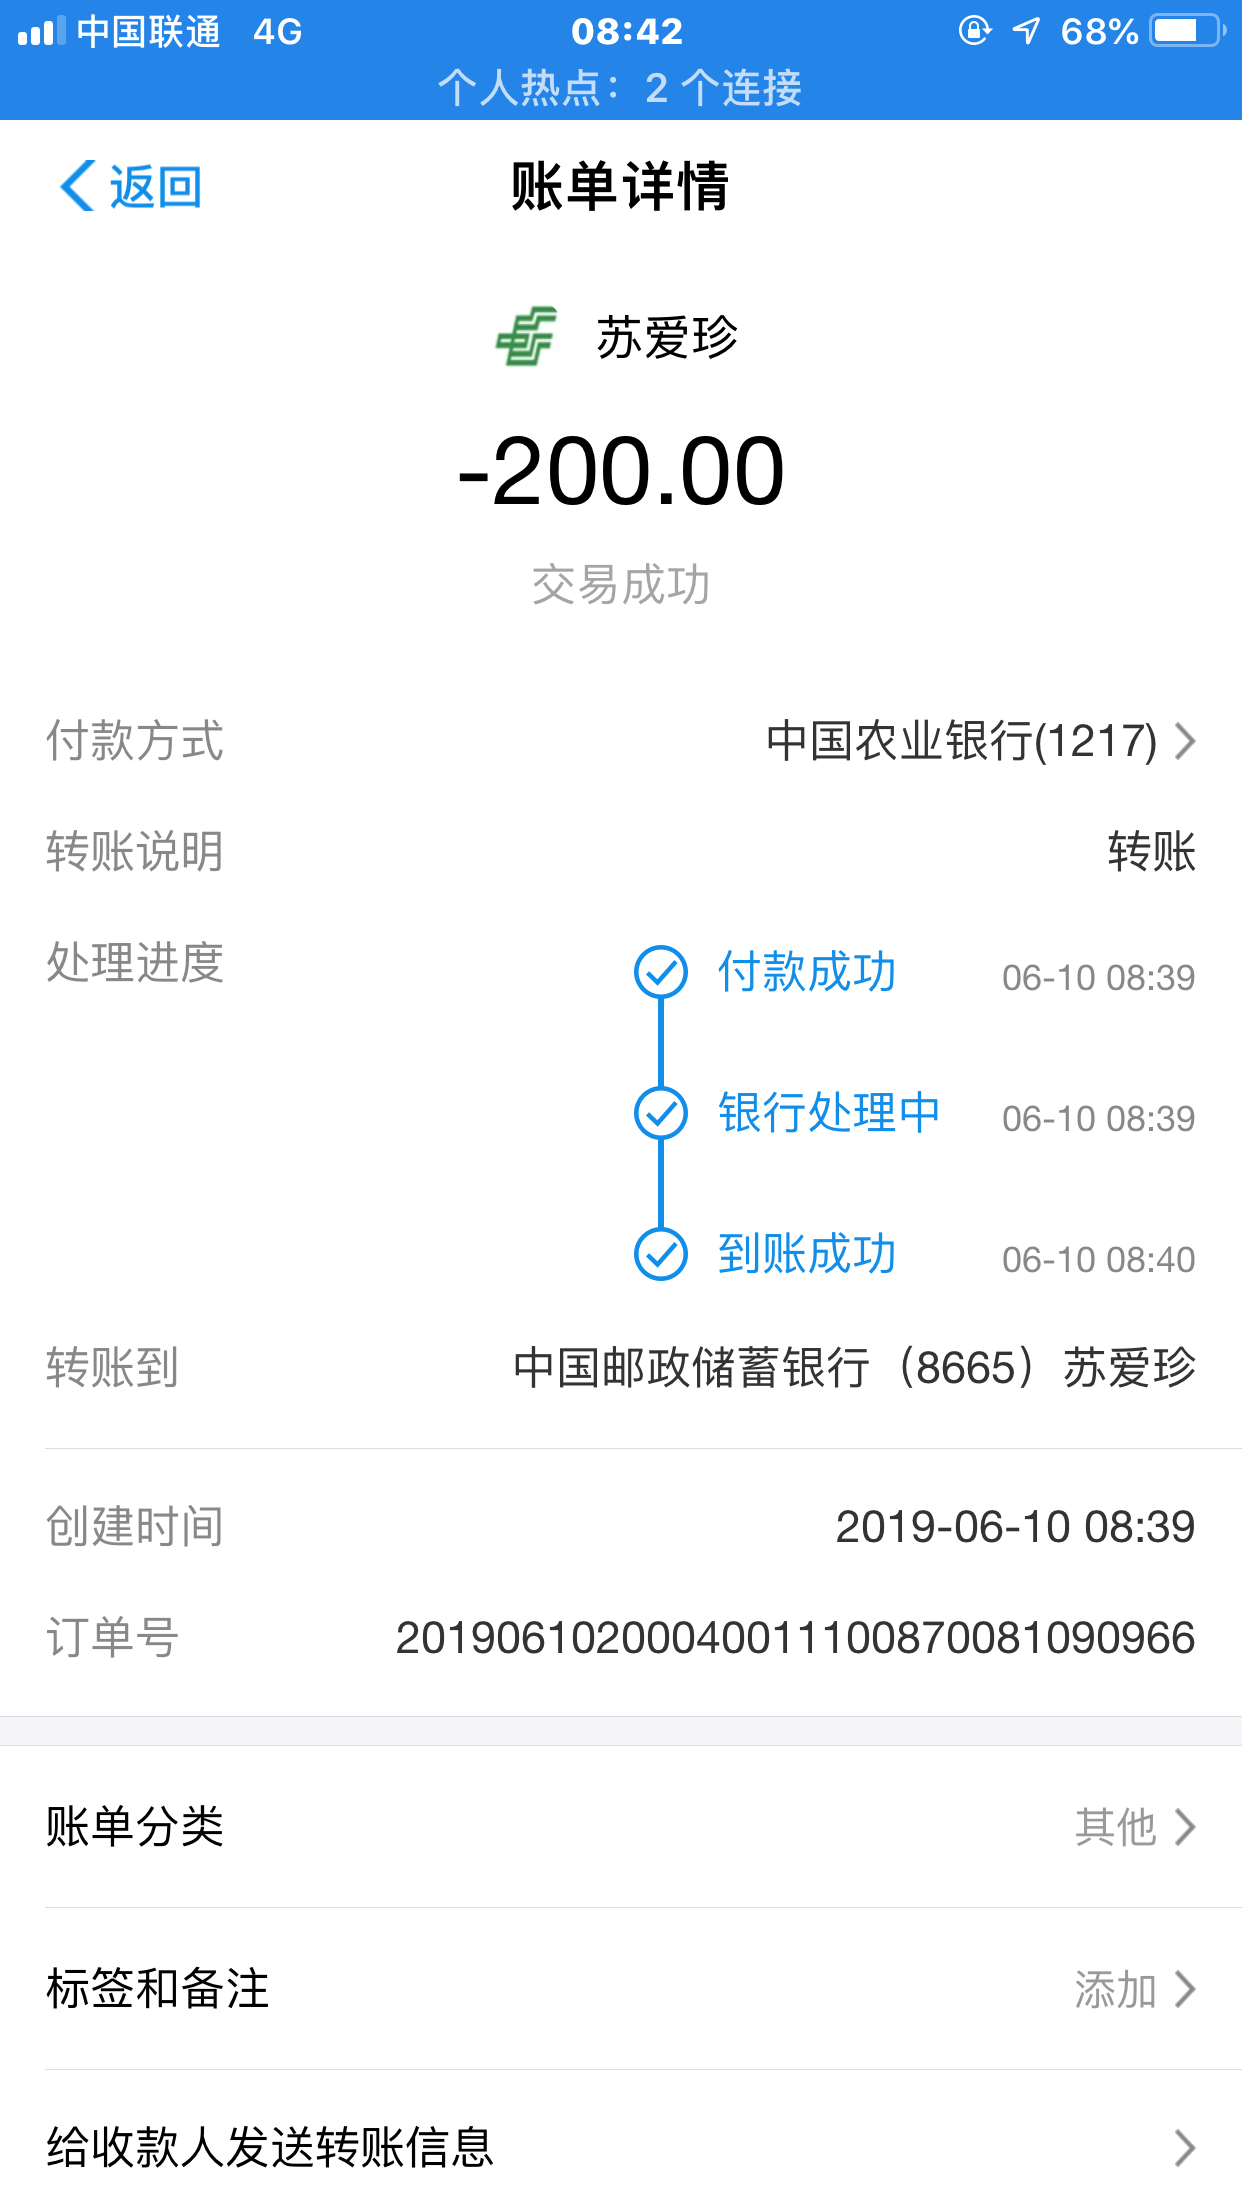 中国联通 4G 08:42 68%
个人热点：2 个连接
返回 账单详情
苏爱珍
-200.00
交易成功
付款方式 中国农业银行(1217)
转账说明 转账
处理进度 付款成功 06-10 08:39
银行处理中 06-10 08:39
到账成功 06-10 08:40
转账到 中国邮政储蓄银行（8665）苏爱珍
创建时间 2019-06-10 08:39
订单号 20190610200040011100870081090966
账单分类 其他
标签和备注 添加
给收款人发送转账信息